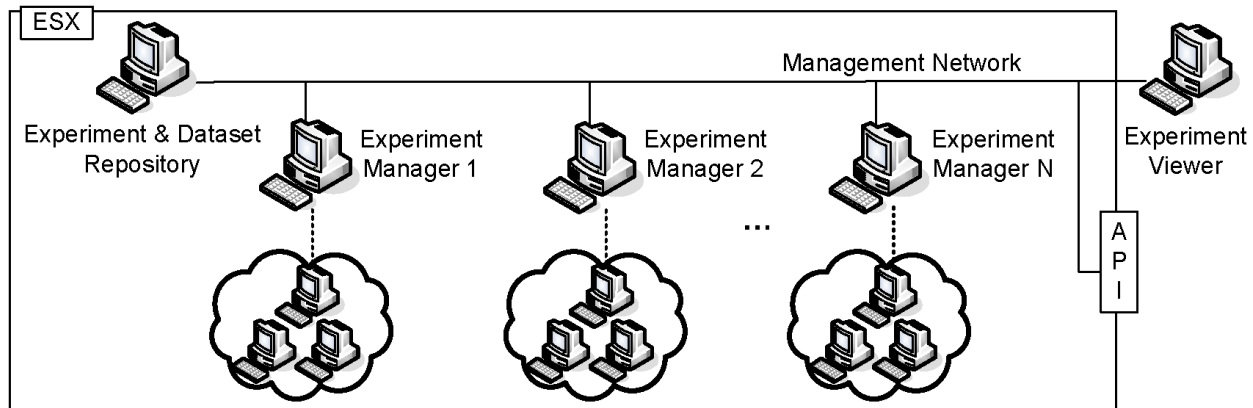 ESX
Management Network
Experiment & Dataset
Repository
Experiment
Manager 1
Experiment
Manager 2
Experiment
Manager N
Experiment
Viewer
...
A
P
I